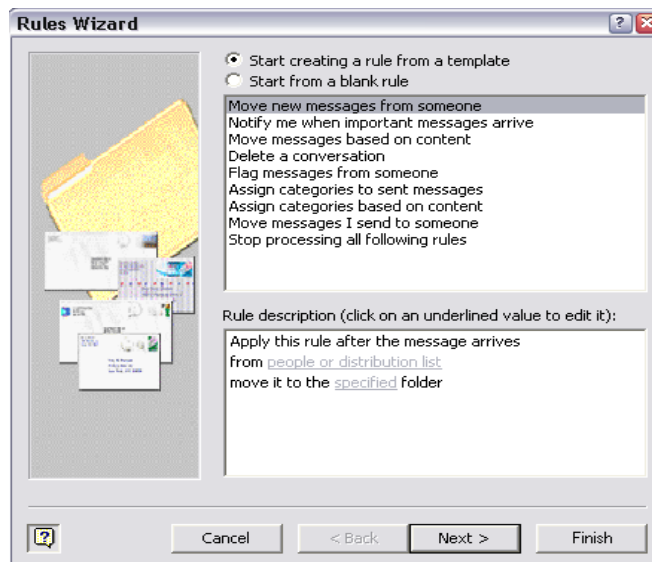 Rules Wizard
Start creating a rule from a template
Start from a blank rule
Move new messages from someone
Notify me when important messages arrive
Move messages based on content
Delete a conversation
Flag messages from someone
Assign categories to sent messages
Assign categories based on content
Move messages I send to someone
Stop processing all following rules
Rule description (click on an underlined value to edit it):
Apply this rule after the message arrives
from people or distribution list
move it to the specified folder
Cancel
< Back
Next >
Finish